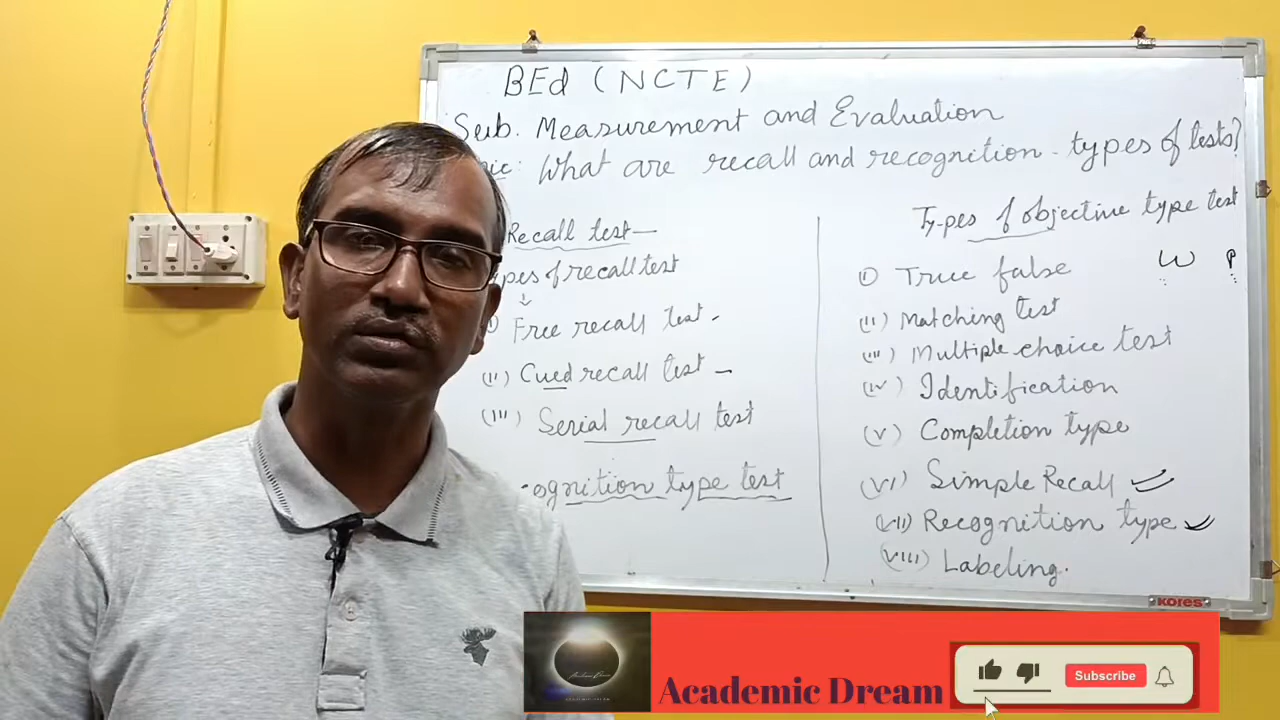 BEd (NCTE)
Sub. Measurement and Evaluation
ic: What are recall and recognition - types of tests?
Recall test—
pes of recall test
↓
Free recall test -
(II) Cued recall test —
(III) Serial recall test
ognition type test
Types of objective type test
W P
(I) True false
(II) Matching test
(III) Multiple choice test
(IV) Identification
(V) Completion type
(VI) Simple Recall
(VII) Recognition type
(VIII) Labeling.
KORES
Academic Dream
Subscribe